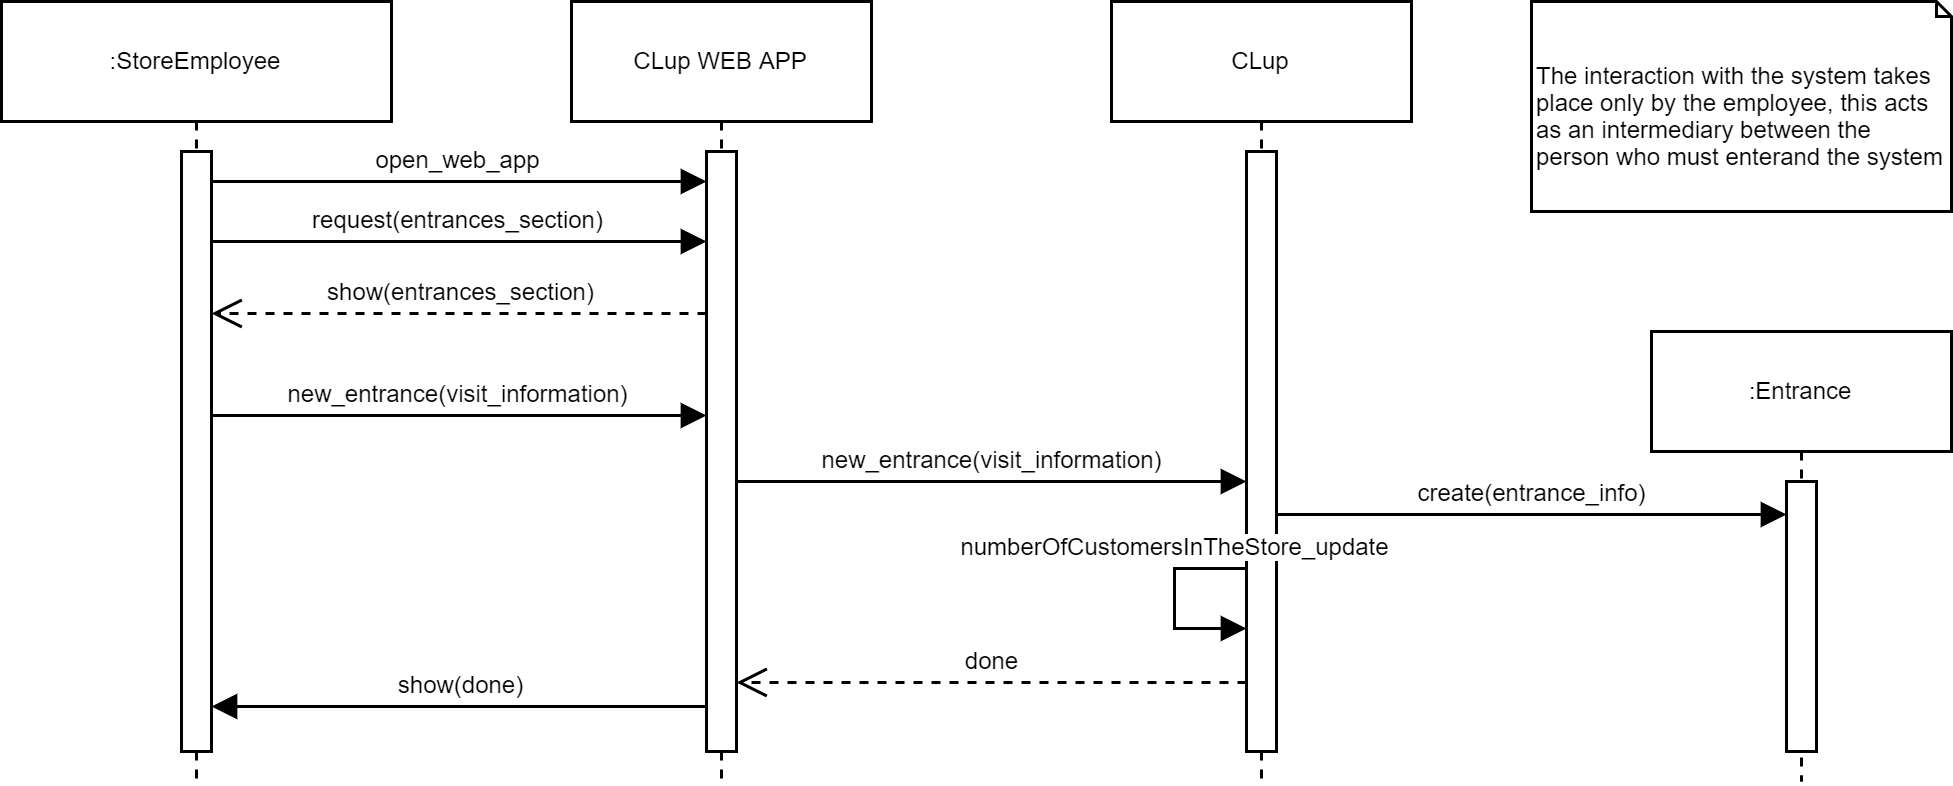 :StoreEmployee
CLup WEB APP
CLup
The interaction with the system takes
place only by the employee, this acts
as an intermediary between the
person who must enterand the system
open_web_app
request(entrances_section)
show(entrances_section)
new_entrance(visit_information)
:Entrance
new_entrance(visit_information)
create(entrance_info)
numberOfCustomersInTheStore_update
done
show(done)